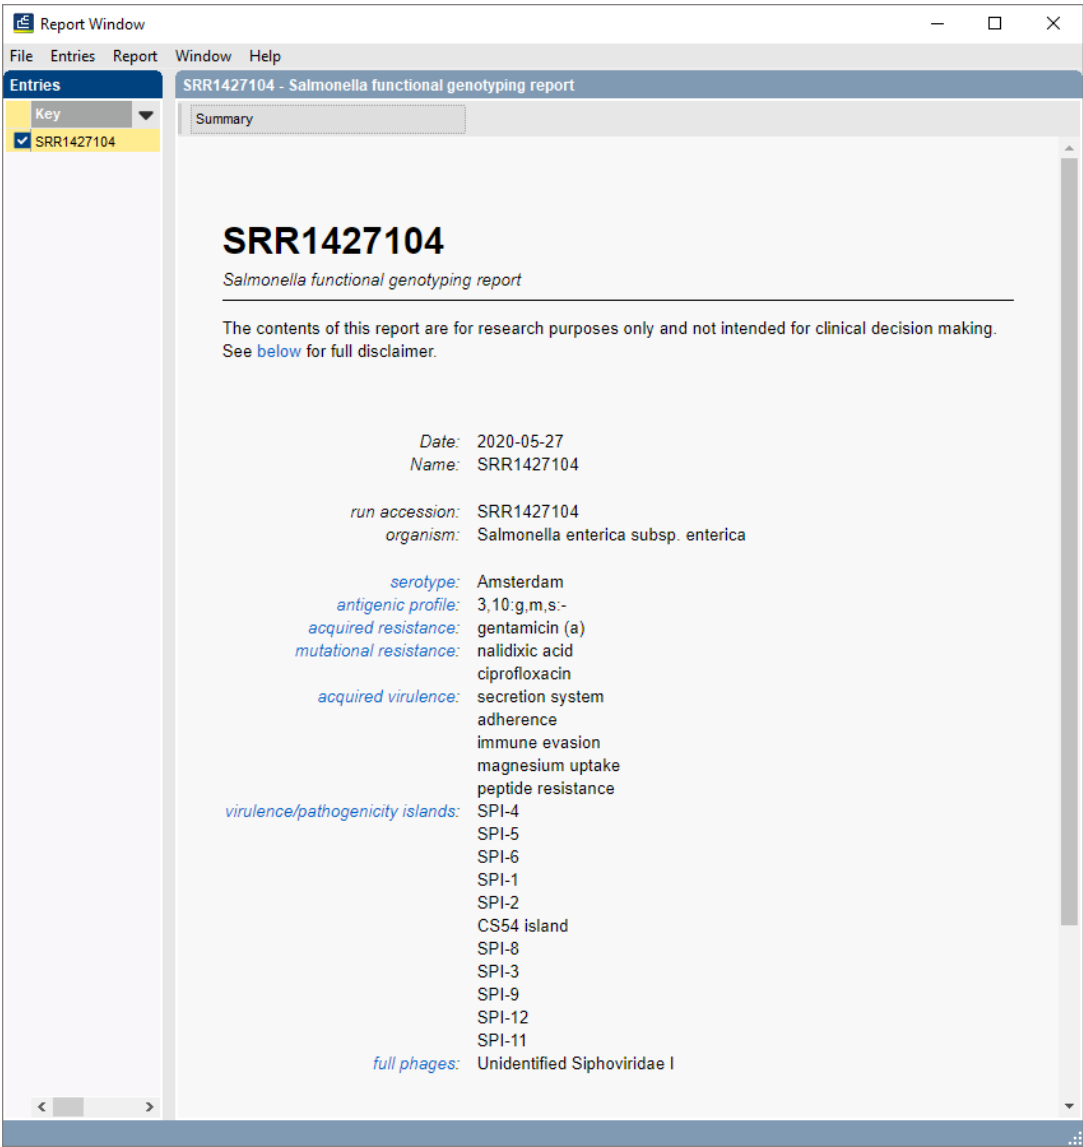 Report Window
File Entries Report Window Help
Entries
Key
SRR1427104
SRR1427104 - Salmonella functional genotyping report
Summary
SRR1427104
Salmonella functional genotyping report
The contents of this report are for research purposes only and not intended for clinical decision making.
See below for full disclaimer.
Date: 2020-05-27
Name: SRR1427104
run accession: SRR1427104
organism: Salmonella enterica subsp. enterica
serotype: Amsterdam
antigenic profile: 3,10:g,m,s:-
acquired resistance: gentamicin (a)
mutational resistance: nalidixic acid
ciprofloxacin
acquired virulence: secretion system
adherence
immune evasion
magnesium uptake
peptide resistance
virulence/pathogenicity islands: SPI-4
SPI-5
SPI-6
SPI-1
SPI-2
CS54 island
SPI-8
SPI-3
SPI-9
SPI-12
SPI-11
full phages: Unidentified Siphoviridae I